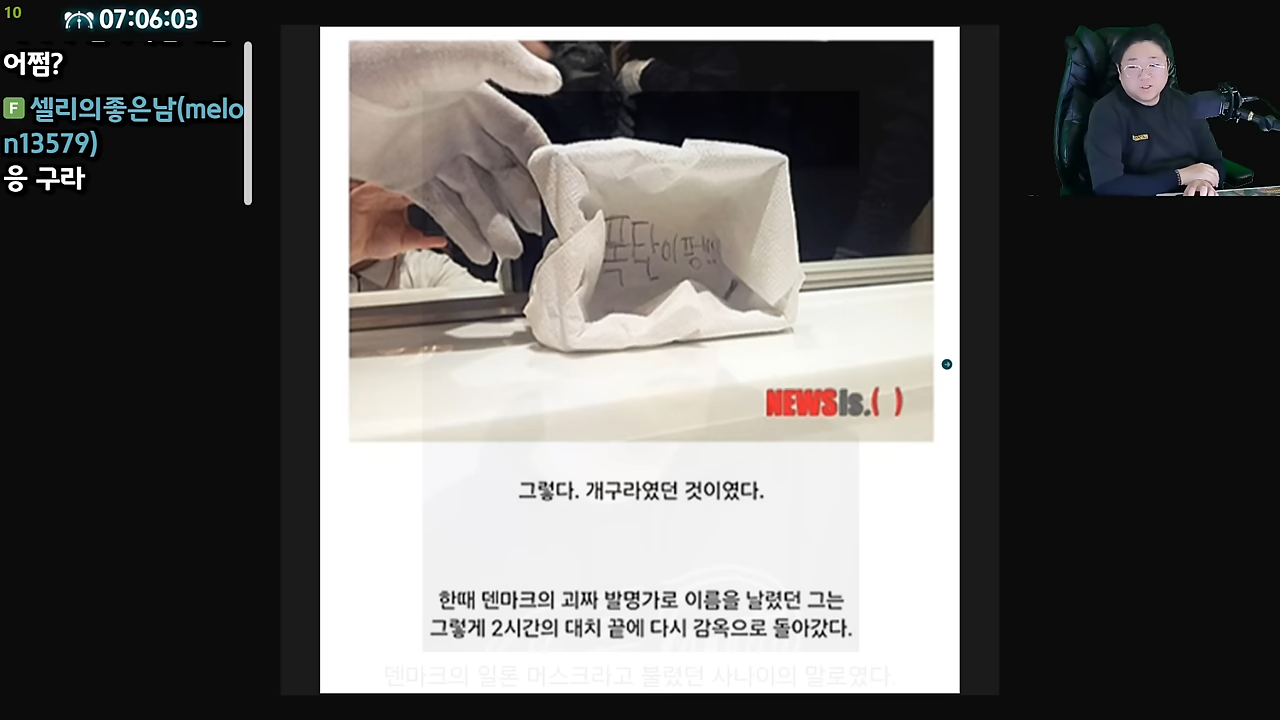 10
07:06:03
어쩜?
F 셀리의좋은남(melo
n13579)
응 구라
폭탄이펑!!!
NEWSis.( )
그렇다. 개구라였던 것이였다.
한때 덴마크의 괴짜 발명가로 이름을 날렸던 그는
그렇게 2시간의 대치 끝에 다시 감옥으로 돌아갔다.
덴마크의 일론 머스크라고 불렸던 사나이의 말로였다.